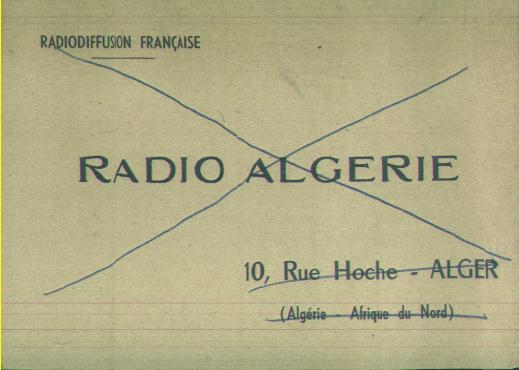 RADIODIFFUSION FRANÇAISE
RADIO ALGERIE
10, Rue Hoche - ALGER
(Algérie - Afrique du Nord)